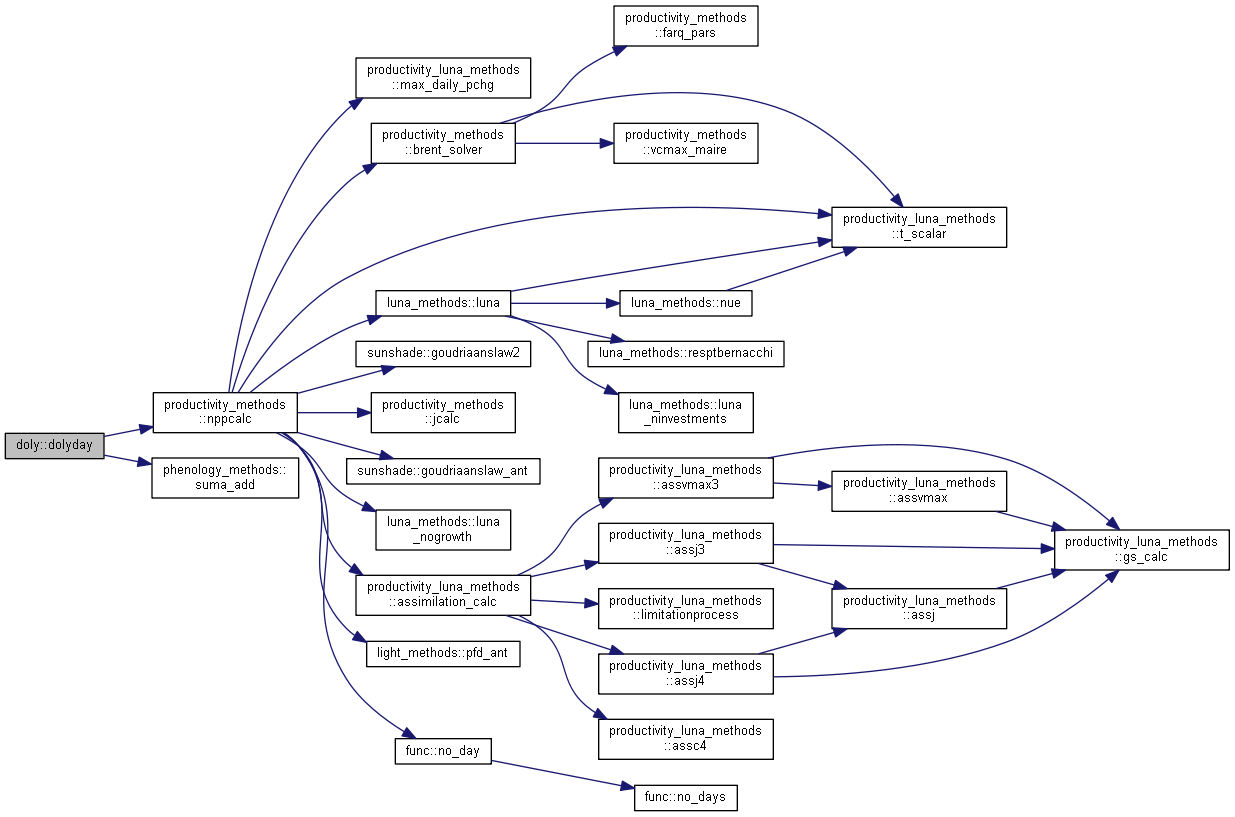 doly::dolyday
productivity_methods
::nppcalc
phenology_methods::
suma_add
productivity_luna_methods
::max_daily_pchg
productivity_methods
::brent_solver
luna_methods::luna
sunshade::goudriaanslaw2
productivity_methods
::jcalc
sunshade::goudriaanslaw_ant
luna_methods::luna
_nogrowth
productivity_luna_methods
::assimilation_calc
light_methods::pfd_ant
func::no_day
productivity_methods
::farq_pars
productivity_methods
::vcmax_maire
luna_methods::nue
luna_methods::resptbernacchi
luna_methods::luna
_ninvestments
productivity_luna_methods
::assvmax3
productivity_luna_methods
::assj3
productivity_luna_methods
::limitationprocess
productivity_luna_methods
::assj4
productivity_luna_methods
::assc4
func::no_days
productivity_luna_methods
::t_scalar
productivity_luna_methods
::assvmax
productivity_luna_methods
::assj
productivity_luna_methods
::gs_calc